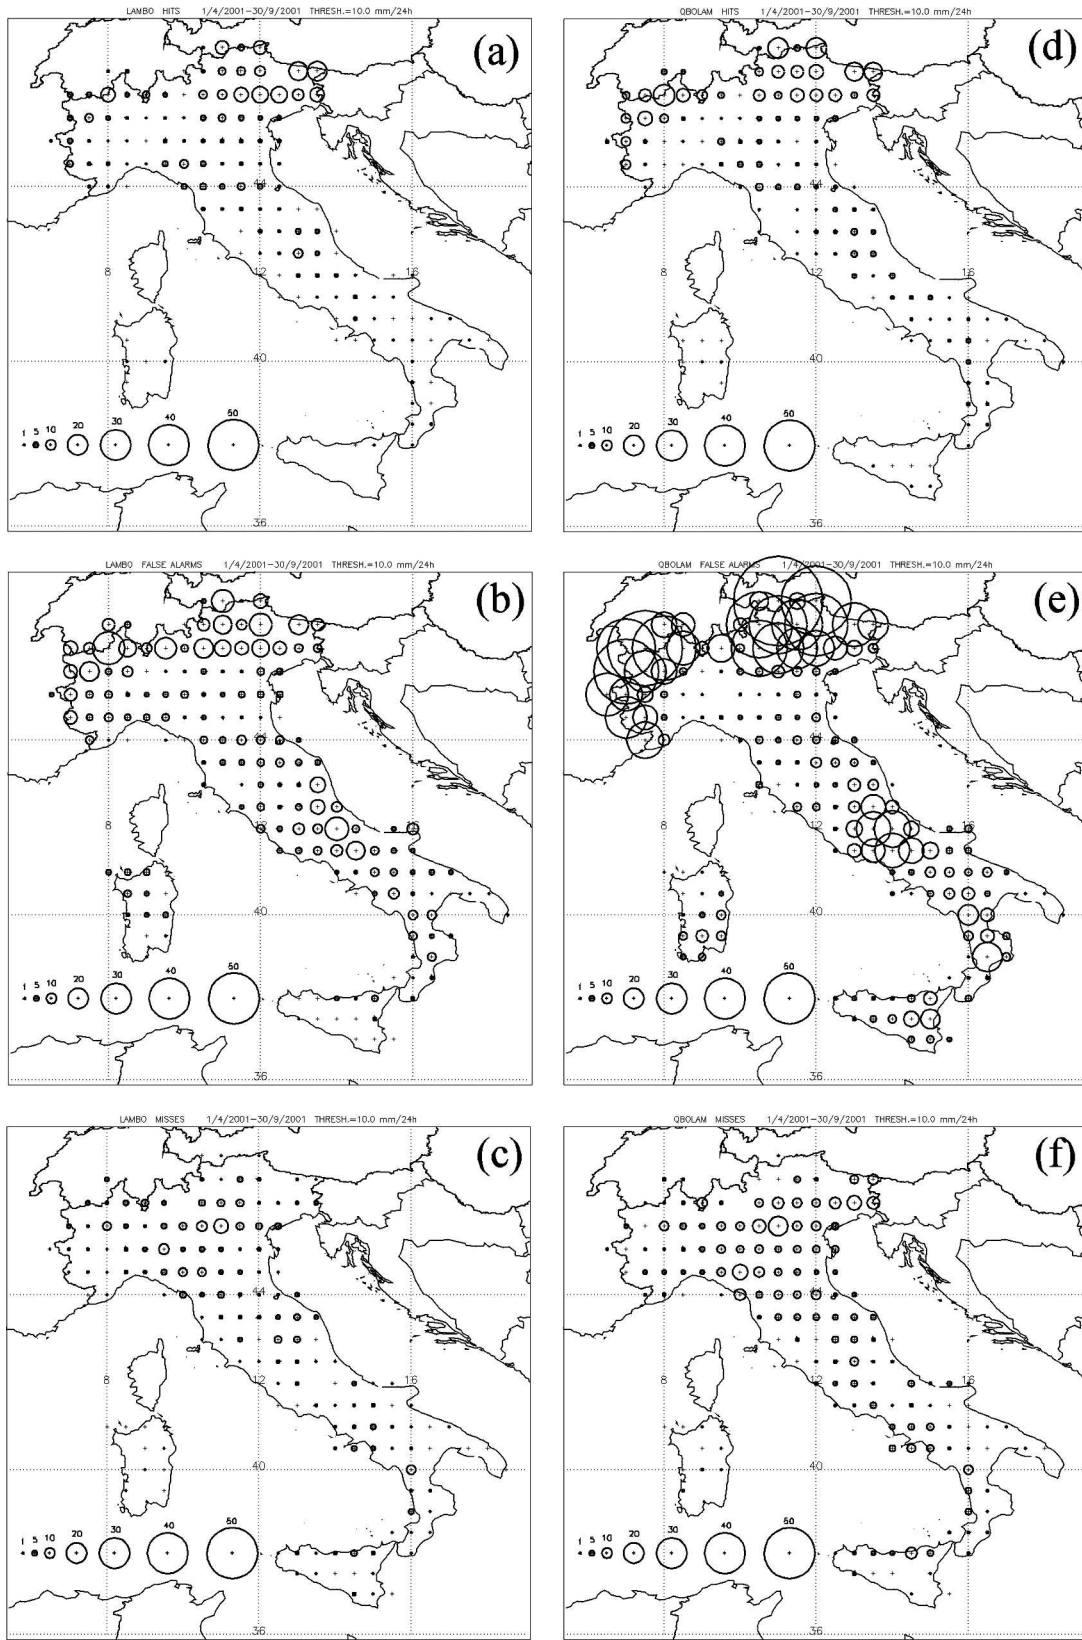 LAMBO HITS 1/4/2001-30/9/2001 THRESH.=10.0 mm/24h
(a)
44
8
12
16
40
1 5 10 20 30 40 50
36
QBOLAM HITS 1/4/2001-30/9/2001 THRESH.=10.0 mm/24h
(d)
44
8
12
16
40
1 5 10 20 30 40 50
36
LAMBO FALSE ALARMS 1/4/2001-30/9/2001 THRESH.=10.0 mm/24h
(b)
44
8
12
16
40
1 5 10 20 30 40 50
36
QBOLAM FALSE ALARMS 1/4/2001-30/9/2001 THRESH.=10.0 mm/24h
(e)
44
8
12
16
40
1 5 10 20 30 40 50
36
LAMBO MISSES 1/4/2001-30/9/2001 THRESH.=10.0 mm/24h
(c)
44
8
12
16
40
1 5 10 20 30 40 50
36
QBOLAM MISSES 1/4/2001-30/9/2001 THRESH.=10.0 mm/24h
(f)
44
8
12
16
40
1 5 10 20 30 40 50
36